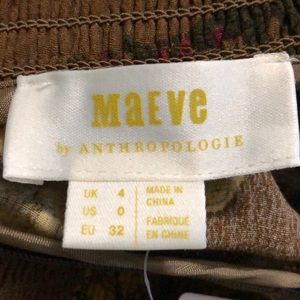 MaEVe
by ANTHROPOLOGIE
UK 4
US 0
EU 32
MADE IN
CHINA
FABRIQUÉ
EN CHINE